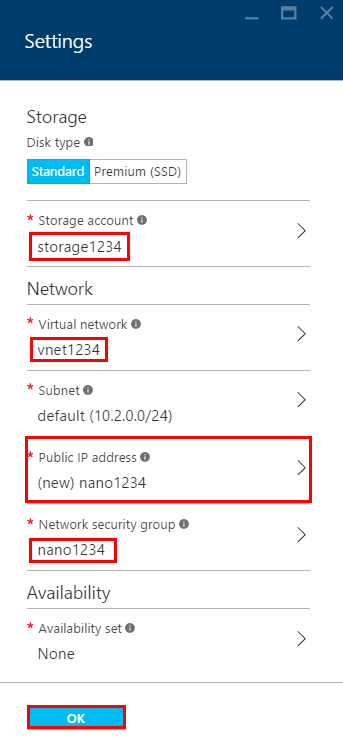 Settings
Storage
Disk type
Standard Premium (SSD)
* Storage account
storage1234
Network
* Virtual network
vnet1234
* Subnet
default (10.2.0.0/24)
* Public IP address
(new) nano1234
* Network security group
nano1234
Availability
* Availability set
None
OK